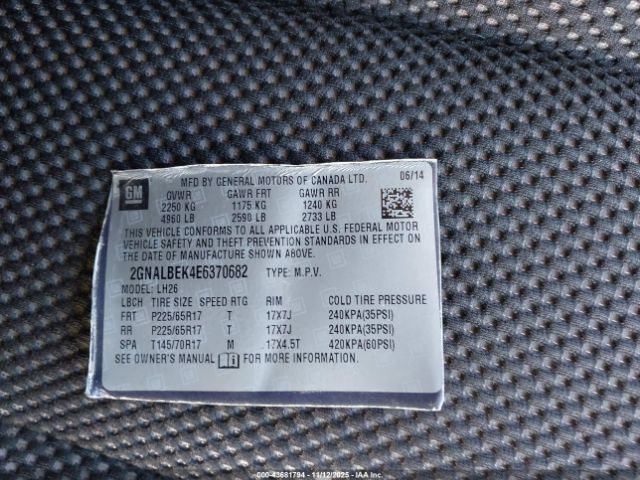 GM
MFD BY GENERAL MOTORS OF CANADA LTD. 06/14
GVWR GAWR FRT GAWR RR
2250 KG 1175 KG 1240 KG
4960 LB 2590 LB 2733 LB
THIS VEHICLE CONFORMS TO ALL APPLICABLE U.S. FEDERAL MOTOR
VEHICLE SAFETY AND THEFT PREVENTION STANDARDS IN EFFECT ON
THE DATE OF MANUFACTURE SHOWN ABOVE.
2GNALBEK4E6370682 TYPE: M.P.V.
MODEL: LH26
LBCH TIRE SIZE SPEED RTG RIM COLD TIRE PRESSURE
FRT P225/65R17 T 17X7J 240KPA(35PSI)
RR P225/65R17 T 17X7J 240KPA(35PSI)
SPA T145/70R17 M 17X4.5T 420KPA(60PSI)
SEE OWNER'S MANUAL FOR MORE INFORMATION.
000-43681794 - 11/12/2025 - IAA Inc.